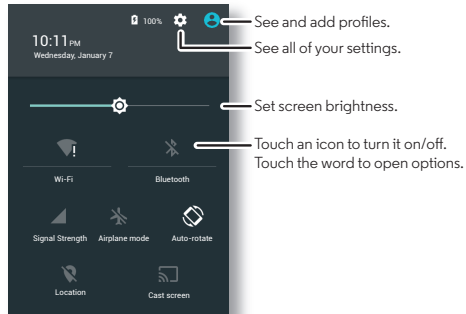 100%
10:11PM
Wednesday, January 7
See and add profiles.
See all of your settings.
Set screen brightness.
Touch an icon to turn it on/off.
Touch the word to open options.
Wi-Fi
Bluetooth
Signal Strength
Airplane mode
Auto-rotate
Location
Cast screen